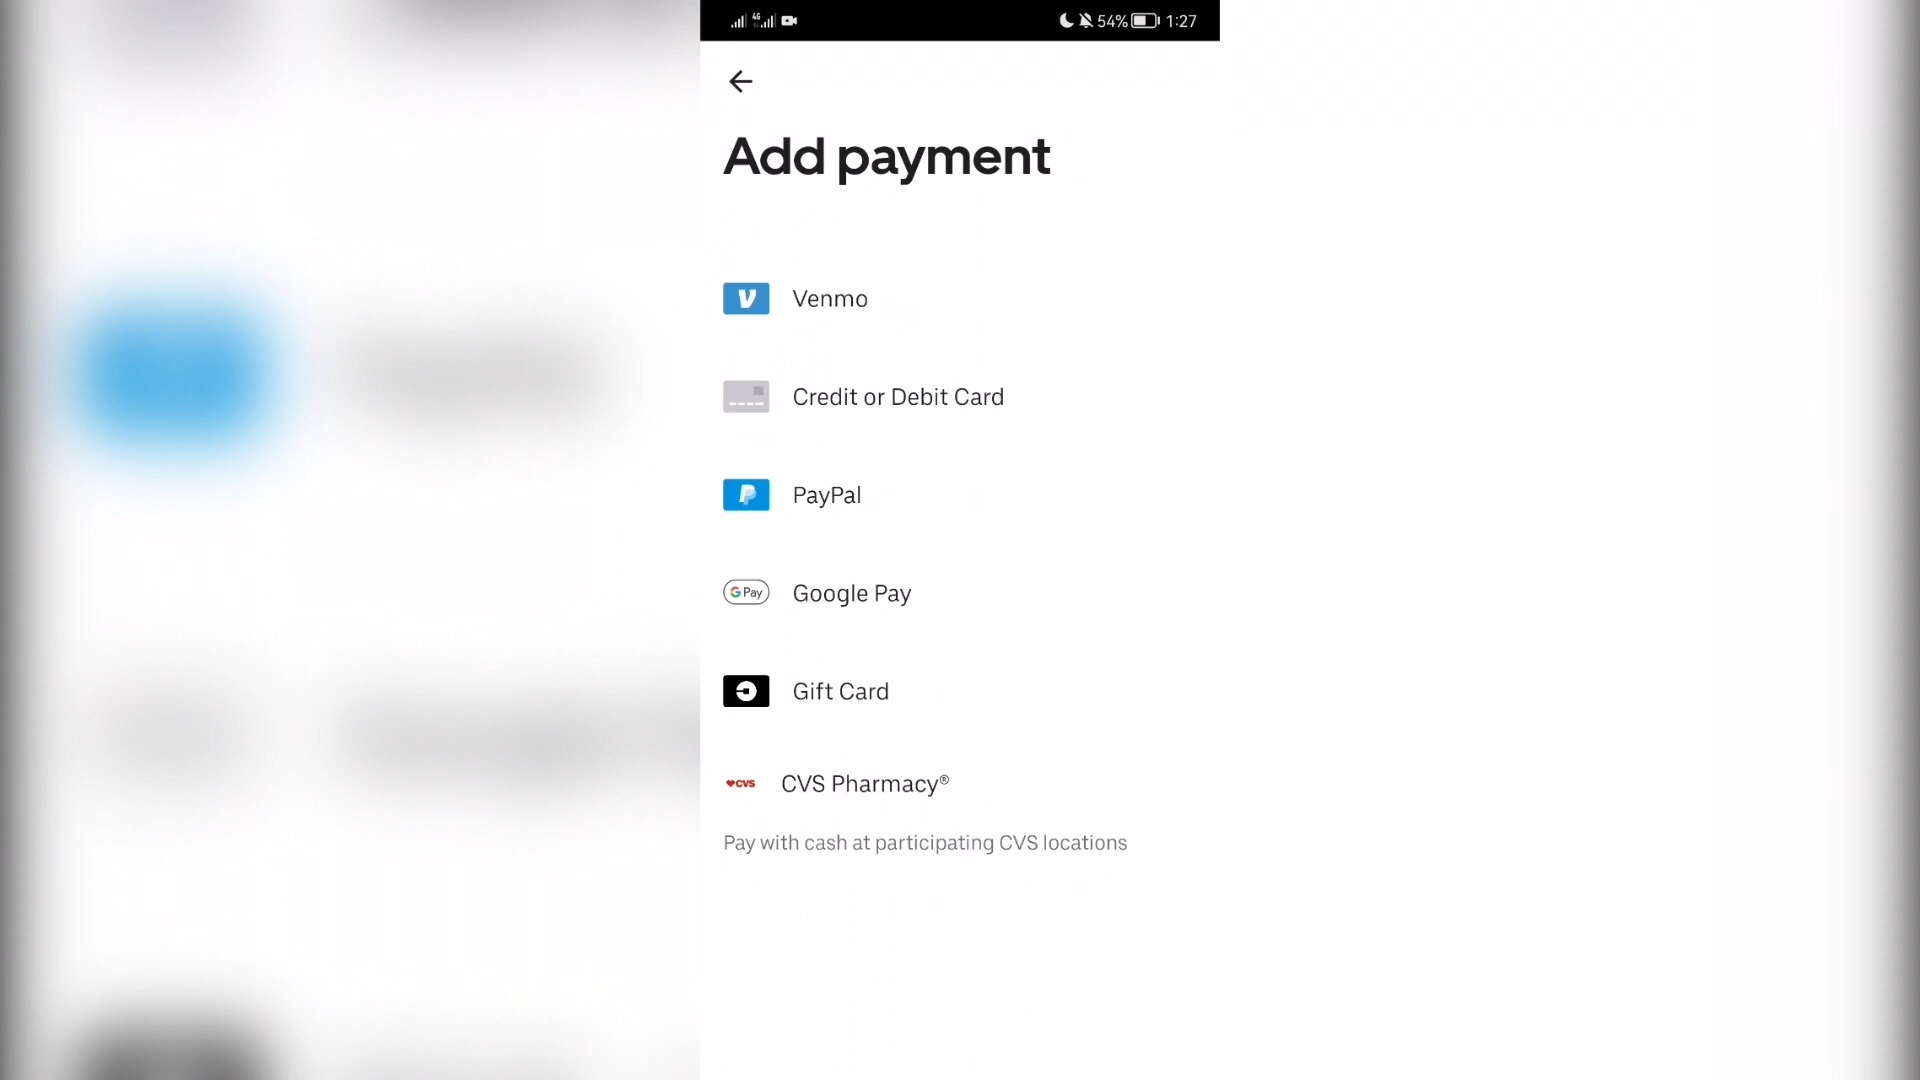 4G 54% 1:27
Add payment
V Venmo
Credit or Debit Card
P PayPal
G Pay Google Pay
Gift Card
CVS CVS Pharmacy®
Pay with cash at participating CVS locations